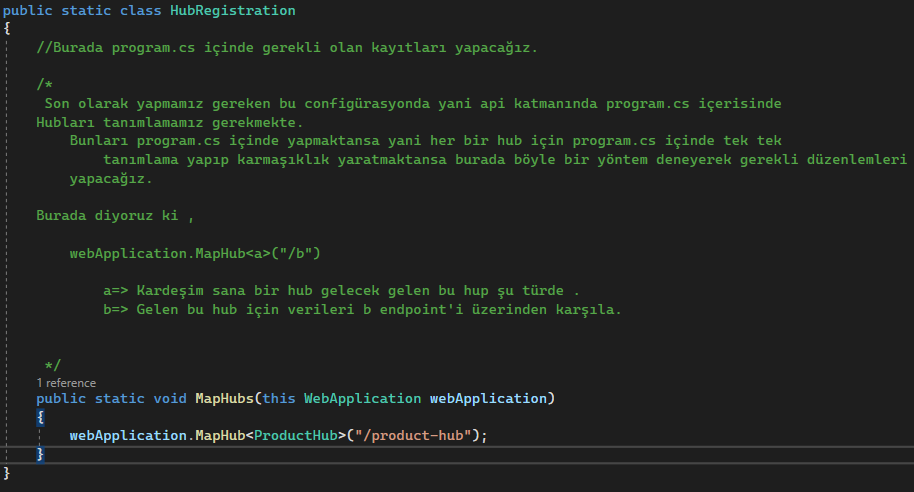 public static class HubRegistration
{
//Burada program.cs içinde gerekli olan kayıtları yapacağız.
/*
Son olarak yapmamız gereken bu configürasyonda yani api katmanında program.cs içerisinde
Hubları tanımlamamız gerekmekte.
Bunları program.cs içinde yapmaktansa yani her bir hub için program.cs içinde tek tek
tanımlama yapıp karmaşıklık yaratmaktansa burada böyle bir yöntem deneyerek gerekli düzenlemleri
yapacağız.
Burada diyoruz ki ,
webApplication.MapHub<a>("/b")
a=> Kardeşim sana bir hub gelecek gelen bu hup şu türde .
b=> Gelen bu hub için verileri b endpoint'i üzerinden karşıla.
*/
1 reference
public static void MapHubs(this WebApplication webApplication)
{
webApplication.MapHub<ProductHub>("/product-hub");
}
}